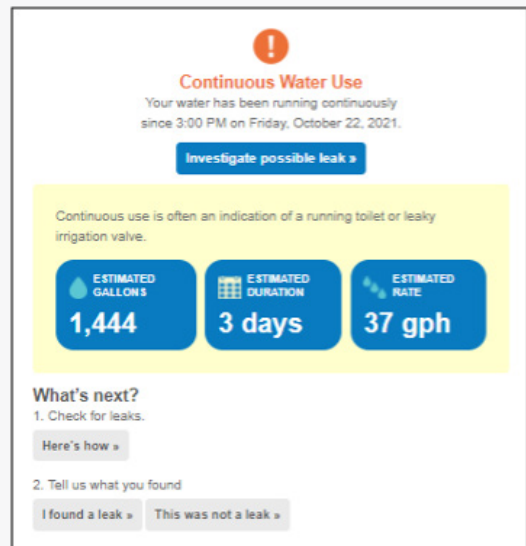 !
Continuous Water Use
Your water has been running continuously
since 3:00 PM on Friday, October 22, 2021.
Investigate possible leak »
Continuous use is often an indication of a running toilet or leaky
irrigation valve.
ESTIMATED
GALLONS
1,444
ESTIMATED
DURATION
3 days
ESTIMATED
RATE
37 gph
What's next?
1. Check for leaks.
Here's how »
2. Tell us what you found
I found a leak »
This was not a leak »